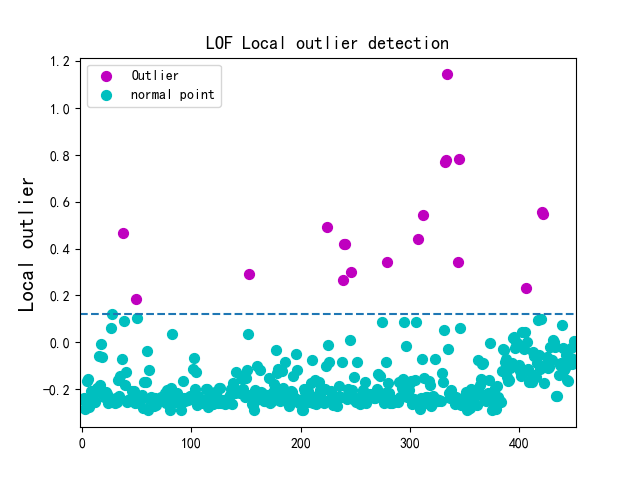 LOF Local outlier detection
Outlier
normal point
Local outlier
1.2
1.0
0.8
0.6
0.4
0.2
0.0
−0.2
0 100 200 300 400